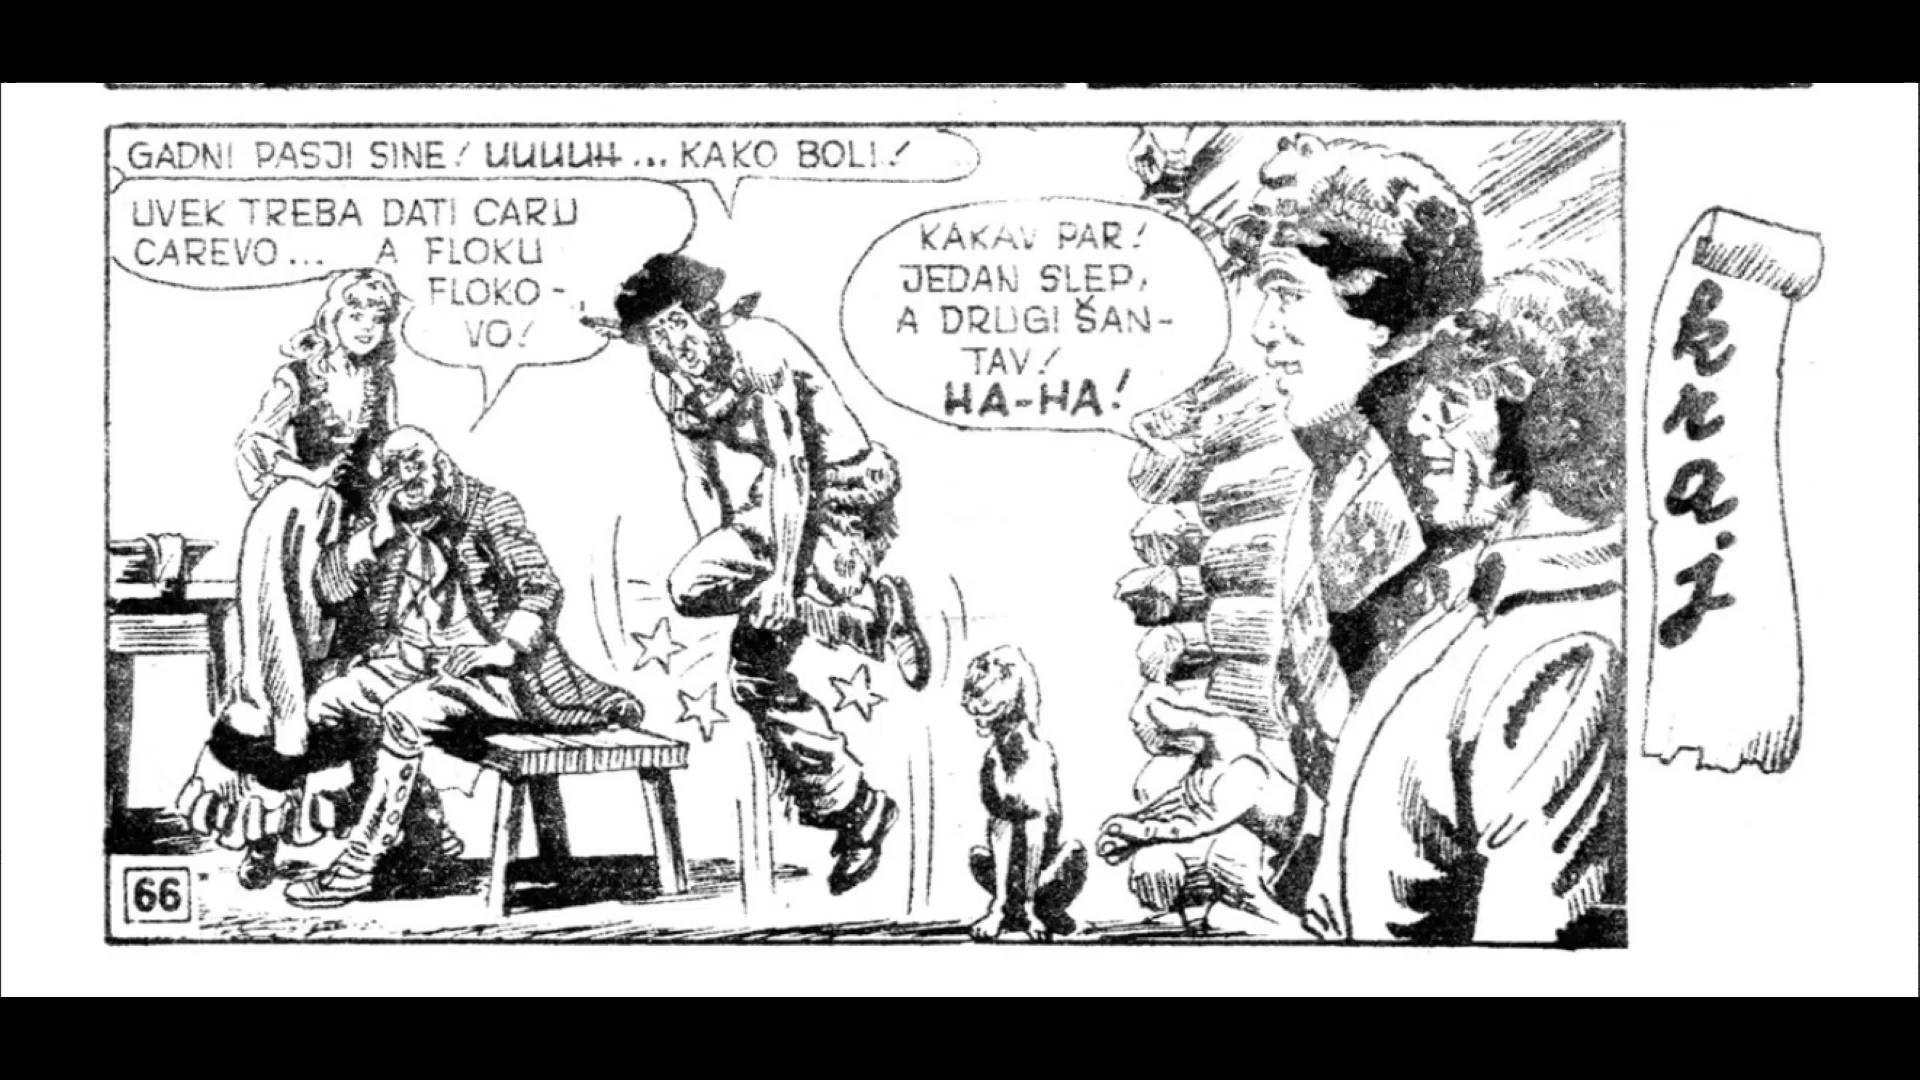 GADNI PASJI SINE! UUUUUH... KAKO BOLI!
UVEK TREBA DATI CARU
CAREVO... A FLOKU
FLOKO-
VO!
KAKAV PAR!
JEDAN SLEP,
A DRUGI ŠAN-
TAV!
HA-HA!
kraj
66